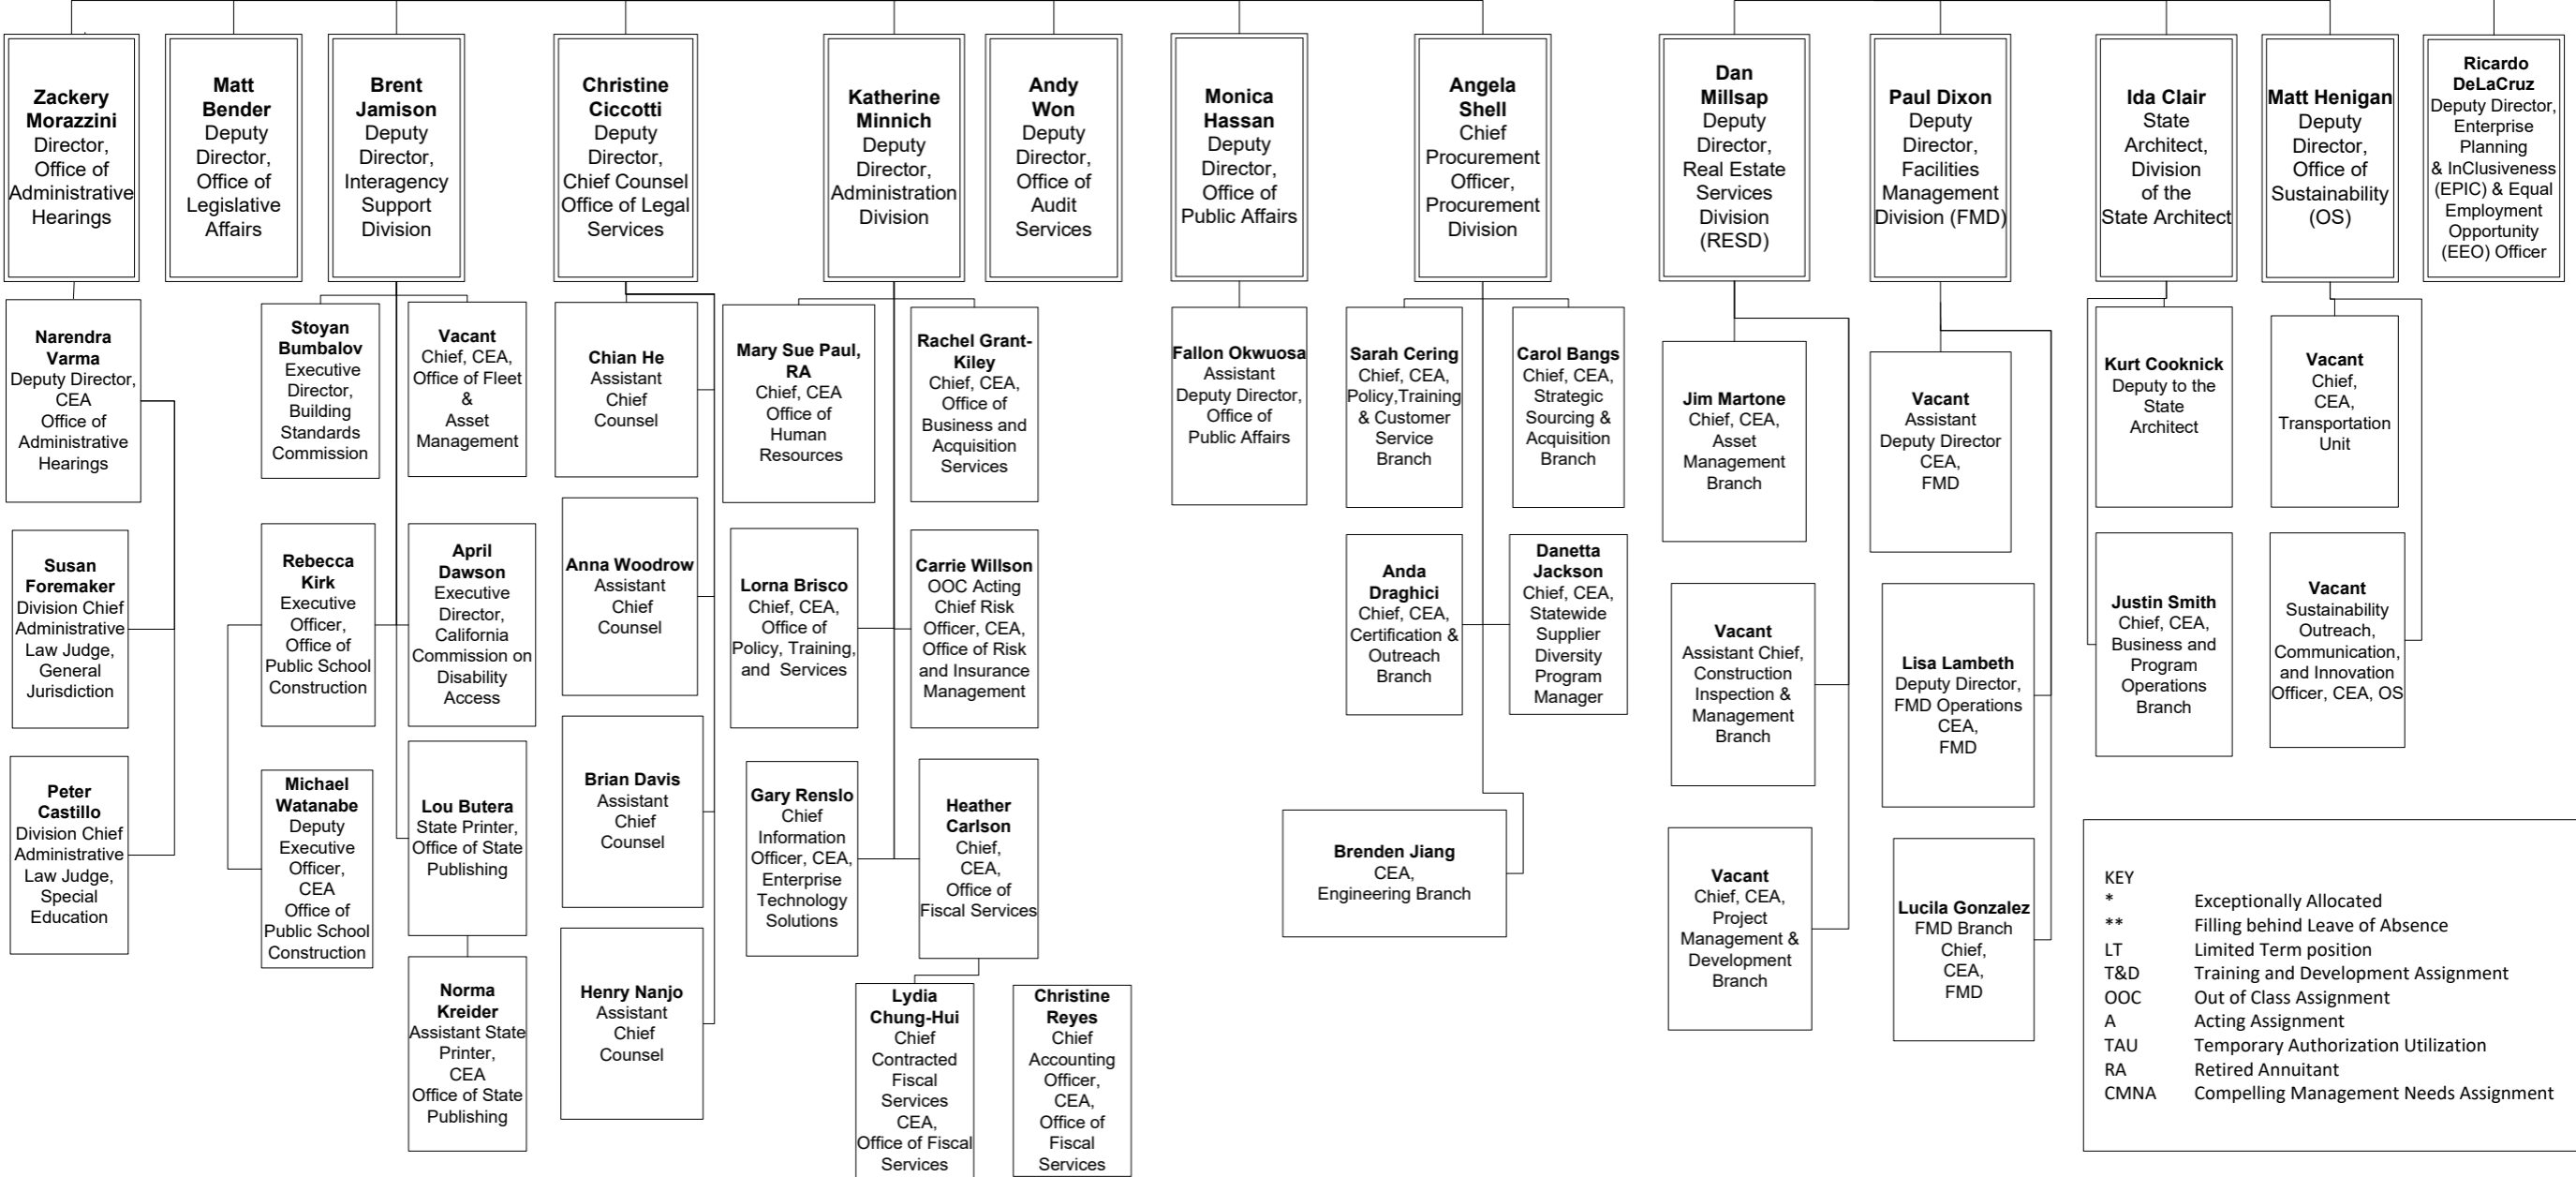 Zackery
Morazzini
Director,
Office of
Administrative
Hearings
Matt
Bender
Deputy
Director,
Office of
Legislative
Affairs
Brent
Jamison
Deputy
Director,
Interagency
Support
Division
Christine
Ciccotti
Deputy
Director,
Chief Counsel
Office of Legal
Services
Katherine
Minnich
Deputy
Director,
Administration
Division
Andy
Won
Deputy
Director,
Office of
Audit
Services
Monica
Hassan
Deputy
Director,
Office of
Public Affairs
Angela
Shell
Chief
Procurement
Officer,
Procurement
Division
Dan
Millsap
Deputy
Director,
Real Estate
Services
Division
(RESD)
Paul Dixon
Deputy
Director,
Facilities
Management
Division (FMD)
Ida Clair
State
Architect,
Division
of the
State Architect
Matt Henigan
Deputy
Director,
Office of
Sustainability
(OS)
Ricardo
DeLaCruz
Deputy Director,
Enterprise
Planning
& InClusiveness
(EPIC) & Equal
Employment
Opportunity
(EEO) Officer
Narendra
Varma
Deputy Director,
CEA
Office of
Administrative
Hearings
Stoyan
Bumbalov
Executive
Director,
Building
Standards
Commission
Vacant
Chief, CEA,
Office of Fleet
&
Asset
Management
Chian He
Assistant
Chief
Counsel
Mary Sue Paul,
RA
Chief, CEA
Office of
Human
Resources
Rachel Grant-
Kiley
Chief, CEA,
Office of
Business and
Acquisition
Services
Fallon Okwuosa
Assistant
Deputy Director,
Office of
Public Affairs
Sarah Cering
Chief, CEA,
Policy,Training
& Customer
Service
Branch
Carol Bangs
Chief, CEA,
Strategic
Sourcing &
Acquisition
Branch
Jim Martone
Chief, CEA,
Asset
Management
Branch
Vacant
Assistant
Deputy Director
CEA,
FMD
Kurt Cooknick
Deputy to the
State
Architect
Vacant
Chief,
CEA,
Transportation
Unit
Susan
Foremaker
Division Chief
Administrative
Law Judge,
General
Jurisdiction
Rebecca
Kirk
Executive
Officer,
Office of
Public School
Construction
April
Dawson
Executive
Director,
California
Commission on
Disability
Access
Anna Woodrow
Assistant
Chief
Counsel
Lorna Brisco
Chief, CEA,
Office of
Policy, Training,
and Services
Carrie Willson
OOC Acting
Chief Risk
Officer, CEA,
Office of Risk
and Insurance
Management
Anda
Draghici
Chief, CEA,
Certification &
Outreach
Branch
Danetta
Jackson
Chief, CEA,
Statewide
Supplier
Diversity
Program
Manager
Vacant
Assistant Chief,
Construction
Inspection &
Management
Branch
Lisa Lambeth
Deputy Director,
FMD Operations
CEA,
FMD
Justin Smith
Chief, CEA,
Business and
Program
Operations
Branch
Vacant
Sustainability
Outreach,
Communication,
and Innovation
Officer, CEA, OS
Peter
Castillo
Division Chief
Administrative
Law Judge,
Special
Education
Michael
Watanabe
Deputy
Executive
Officer,
CEA
Office of
Public School
Construction
Lou Butera
State Printer,
Office of State
Publishing
Brian Davis
Assistant
Chief
Counsel
Gary Renslo
Chief
Information
Officer, CEA,
Enterprise
Technology
Solutions
Heather
Carlson
Chief,
CEA,
Office of
Fiscal Services
Brenden Jiang
CEA,
Engineering Branch
Vacant
Chief, CEA,
Project
Management &
Development
Branch
Lucila Gonzalez
FMD Branch
Chief,
CEA,
FMD
Norma
Kreider
Assistant State
Printer,
CEA
Office of State
Publishing
Henry Nanjo
Assistant
Chief
Counsel
Lydia
Chung-Hui
Chief
Contracted
Fiscal
Services
CEA,
Office of Fiscal
Services
Christine
Reyes
Chief
Accounting
Officer,
CEA,
Office of
Fiscal
Services
KEY
* Exceptionally Allocated
** Filling behind Leave of Absence
LT Limited Term position
T&D Training and Development Assignment
OOC Out of Class Assignment
A Acting Assignment
TAU Temporary Authorization Utilization
RA Retired Annuitant
CMNA Compelling Management Needs Assignment